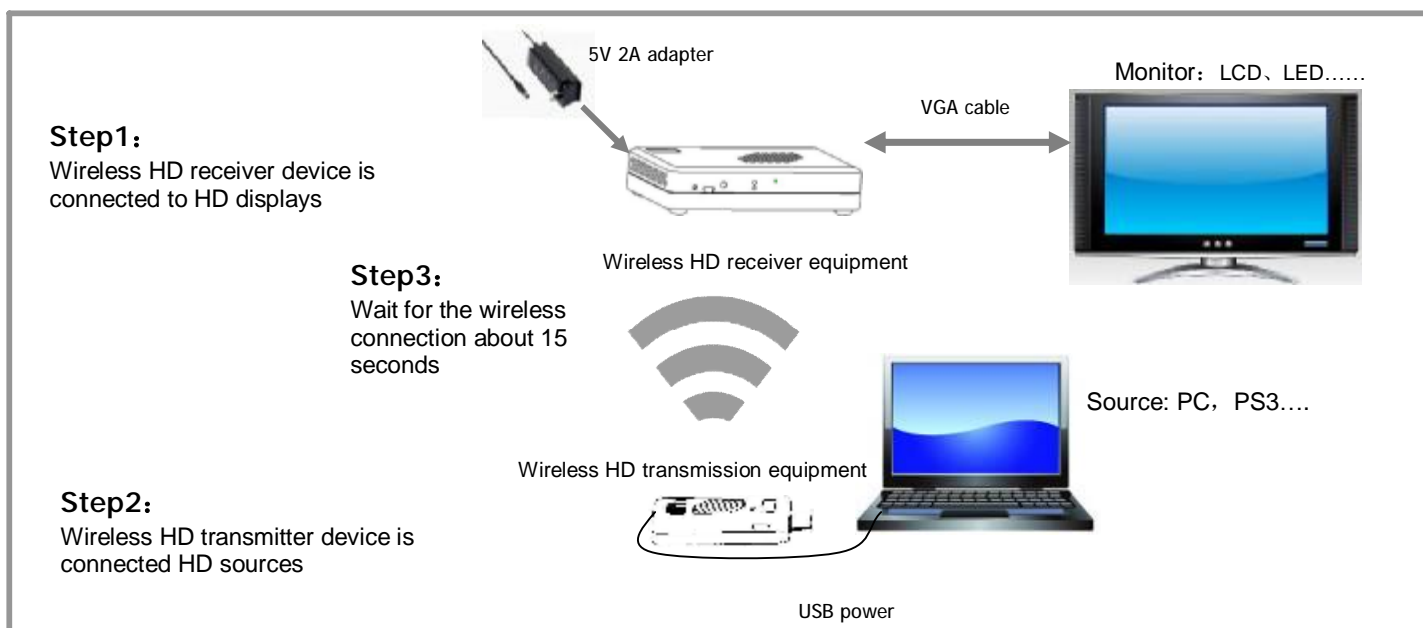 5V 2A adapter
Monitor：LCD、LED……
VGA cable
Step1：
Wireless HD receiver device is
connected to HD displays
Wireless HD receiver equipment
Step3：
Wait for the wireless
connection about 15
seconds
Source: PC，PS3….
Wireless HD transmission equipment
Step2：
Wireless HD transmitter device is
connected HD sources
USB power